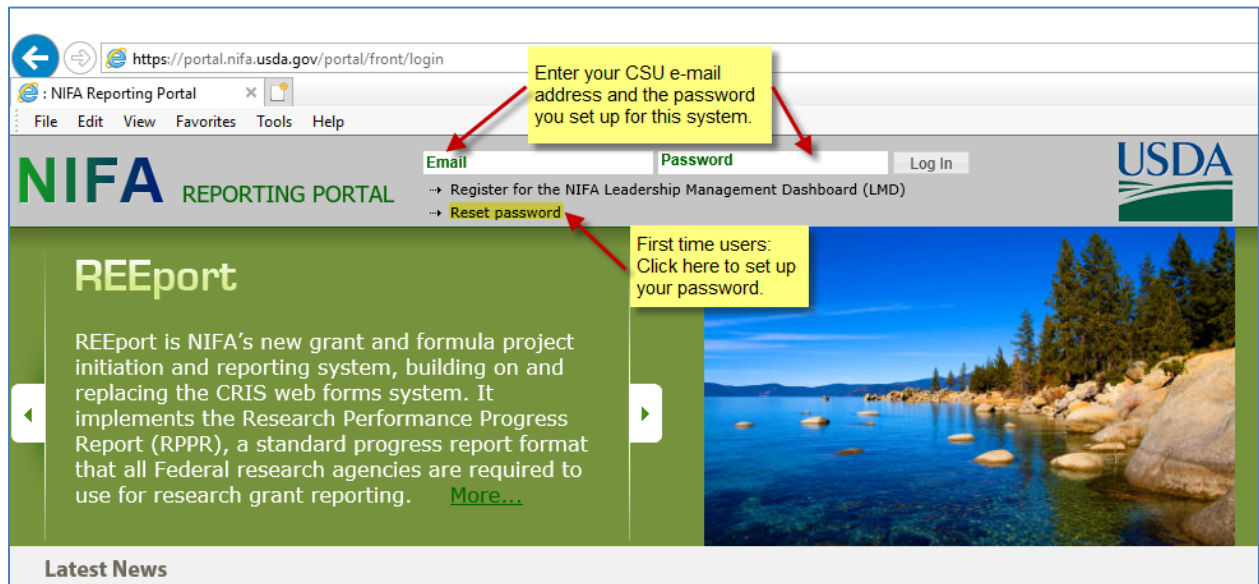 https://portal.nifa.usda.gov/portal/front/login
: NIFA Reporting Portal
File Edit View Favorites Tools Help
Enter your CSU e-mail
address and the password
you set up for this system.
NIFA REPORTING PORTAL
Email
Password
Log In
Register for the NIFA Leadership Management Dashboard (LMD)
Reset password
USDA
First time users:
Click here to set up
your password.
REEport
REEport is NIFA's new grant and formula project
initiation and reporting system, building on and
replacing the CRIS web forms system. It
implements the Research Performance Progress
Report (RPPR), a standard progress report format
that all Federal research agencies are required to
use for research grant reporting. More...
Latest News